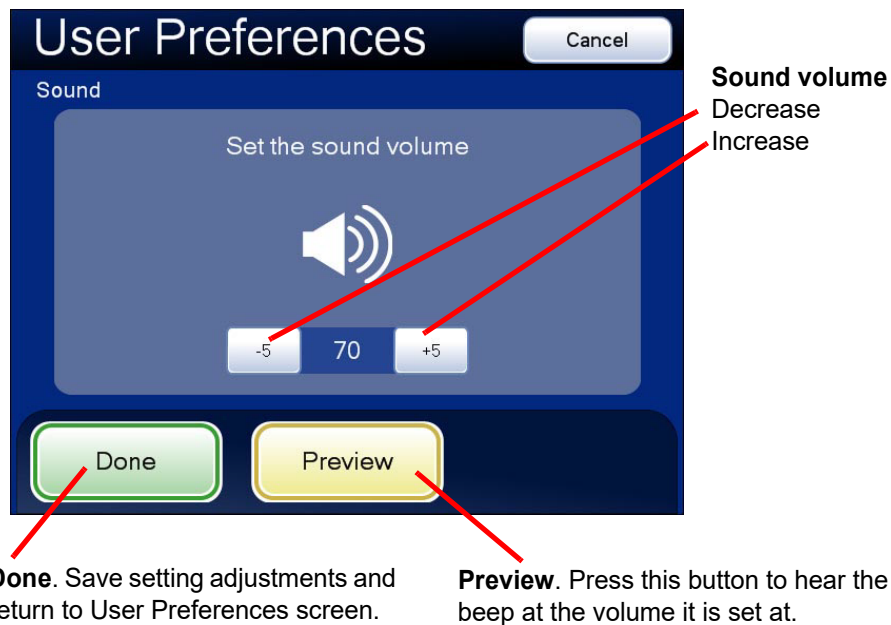 User Preferences
Cancel
Sound
Set the sound volume
-5
70
+5
Done
Preview
Sound volume
Decrease
Increase
Done. Save setting adjustments and
return to User Preferences screen.
Preview. Press this button to hear the
beep at the volume it is set at.